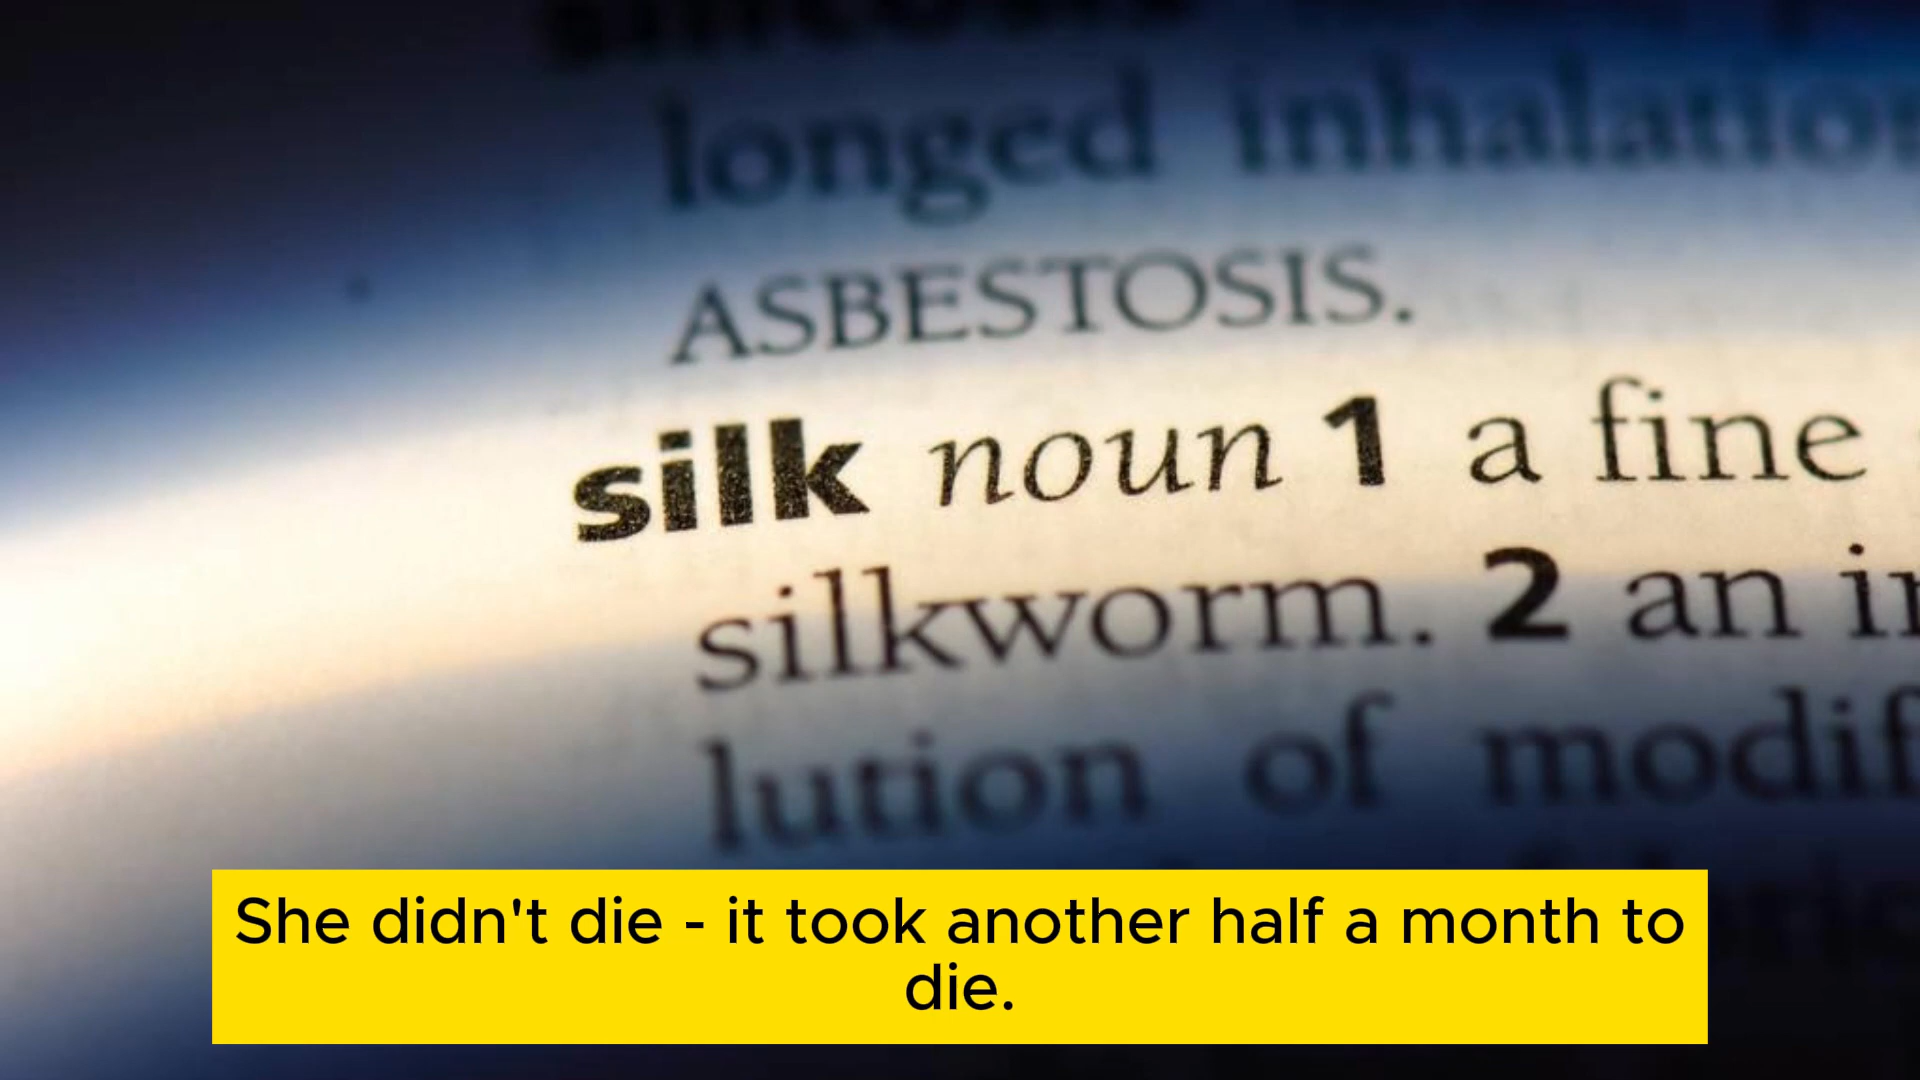 longed inhalation
ASBESTOSIS.
silk noun 1 a fine
silkworm. 2 an
lution of
She didn't die - it took another half a month to
die.